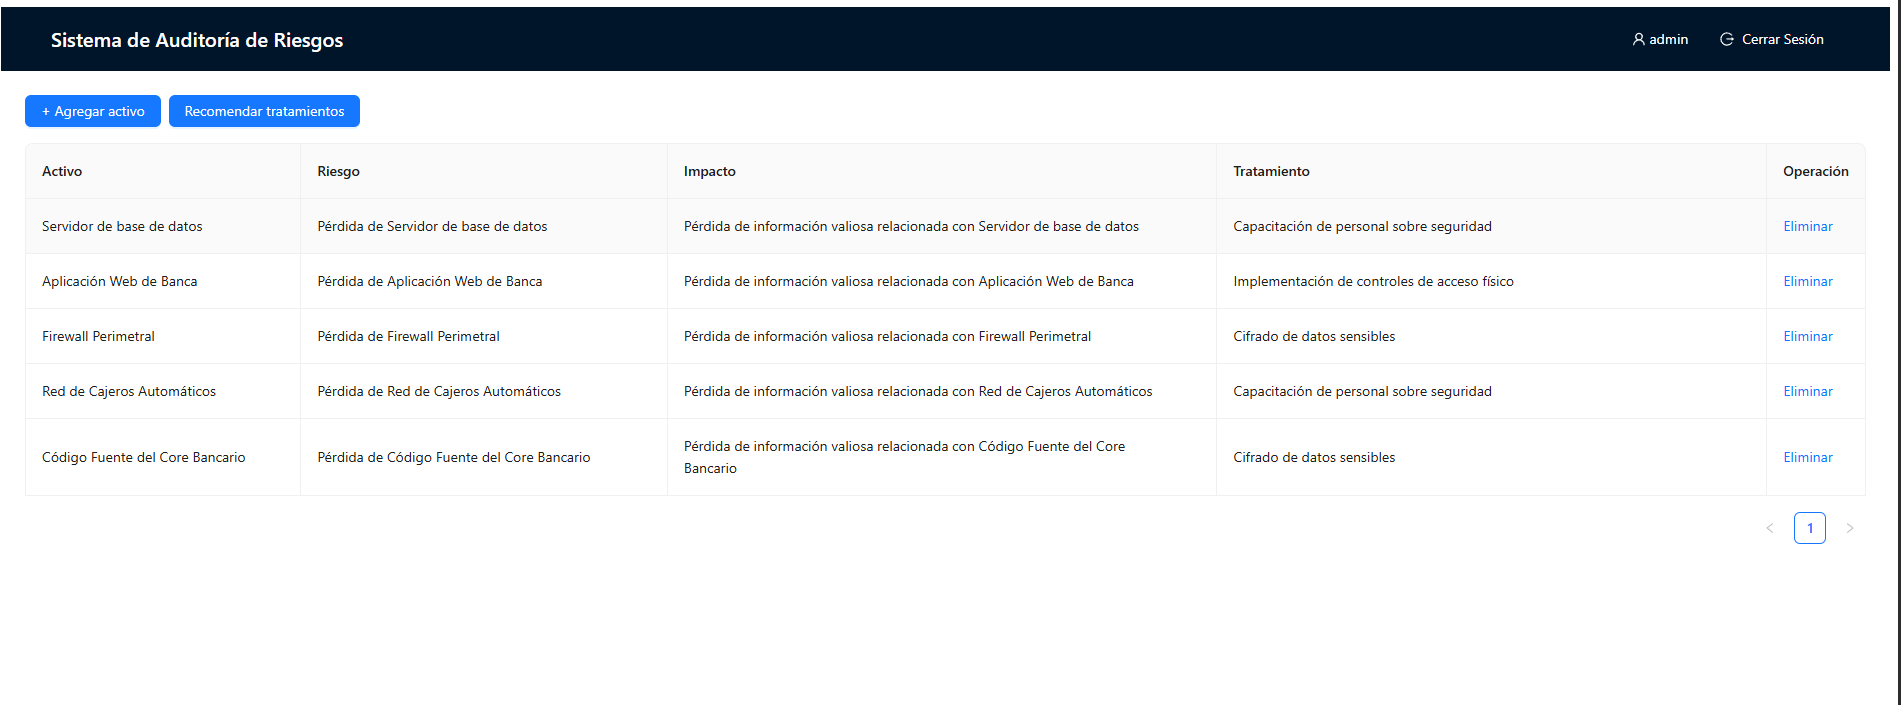 Sistema de Auditoría de Riesgos
admin
Cerrar Sesión
+ Agregar activo
Recomendar tratamientos
Activo Riesgo Impacto Tratamiento Operación
Servidor de base de datos Pérdida de Servidor de base de datos Pérdida de información valiosa relacionada con Servidor de base de datos Capacitación de personal sobre seguridad Eliminar
Aplicación Web de Banca Pérdida de Aplicación Web de Banca Pérdida de información valiosa relacionada con Aplicación Web de Banca Implementación de controles de acceso físico Eliminar
Firewall Perimetral Pérdida de Firewall Perimetral Pérdida de información valiosa relacionada con Firewall Perimetral Cifrado de datos sensibles Eliminar
Red de Cajeros Automáticos Pérdida de Red de Cajeros Automáticos Pérdida de información valiosa relacionada con Red de Cajeros Automáticos Capacitación de personal sobre seguridad Eliminar
Código Fuente del Core Bancario Pérdida de Código Fuente del Core Bancario Pérdida de información valiosa relacionada con Código Fuente del Core
Bancario Cifrado de datos sensibles Eliminar
< 1 >